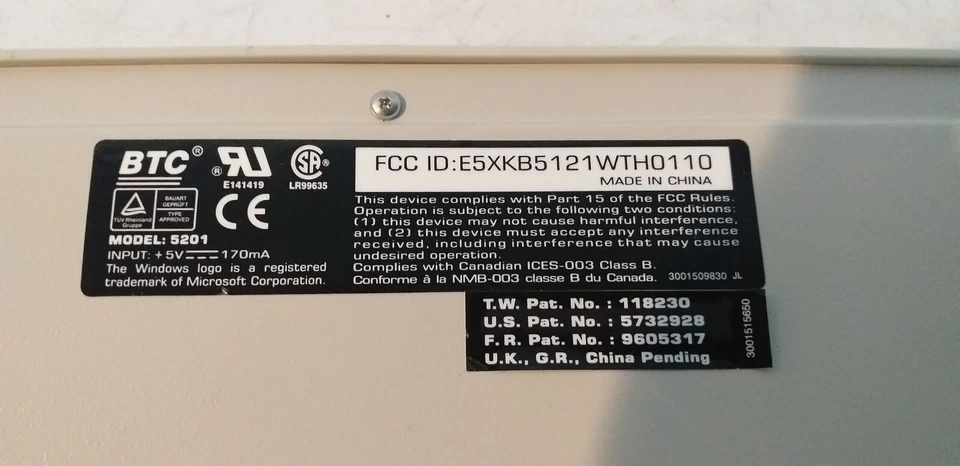 BTC®
®RU
E141419
SA®
LR99635
TUV Rheinland
Gruppe
BAUART
GEPRÜFT
TYPE
APPROVED
CE
MODEL: 5201
INPUT: +5V⎓170mA
The Windows logo is a registered
trademark of Microsoft Corporation.
FCC ID:E5XKB5121WTH0110
MADE IN CHINA
This device complies with Part 15 of the FCC Rules.
Operation is subject to the following two conditions:
(1) this device may not cause harmful interference,
and (2) this device must accept any interference
received, including interference that may cause
undesired operation.
Complies with Canadian ICES-003 Class B.
Conforme à la NMB-003 classe B du Canada.
3001509830 JL
T.W. Pat. No. : 118230
U.S. Pat. No. : 5732928
F.R. Pat. No. : 9605317
U.K., G.R., China Pending
3001515650